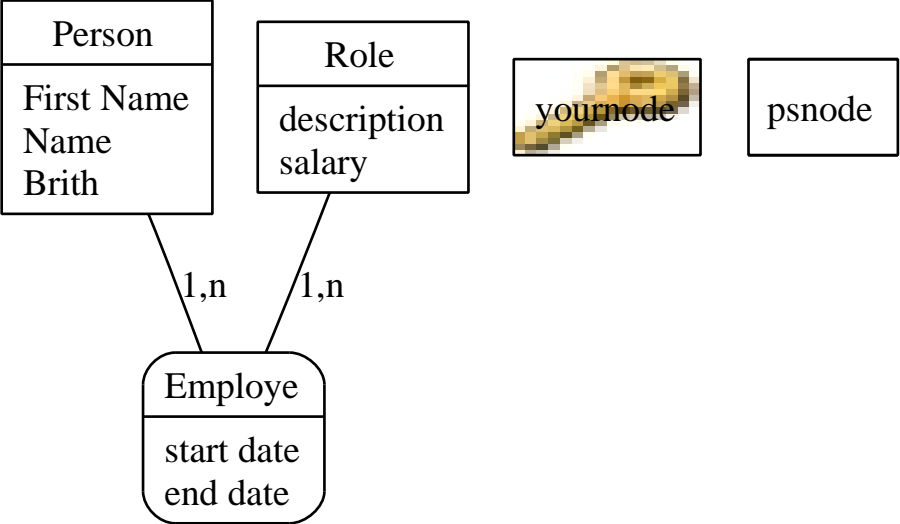 Person
First Name
Name
Brith
Role
description
salary
yournode
psnode
1,n
1,n
Employe
start date
end date